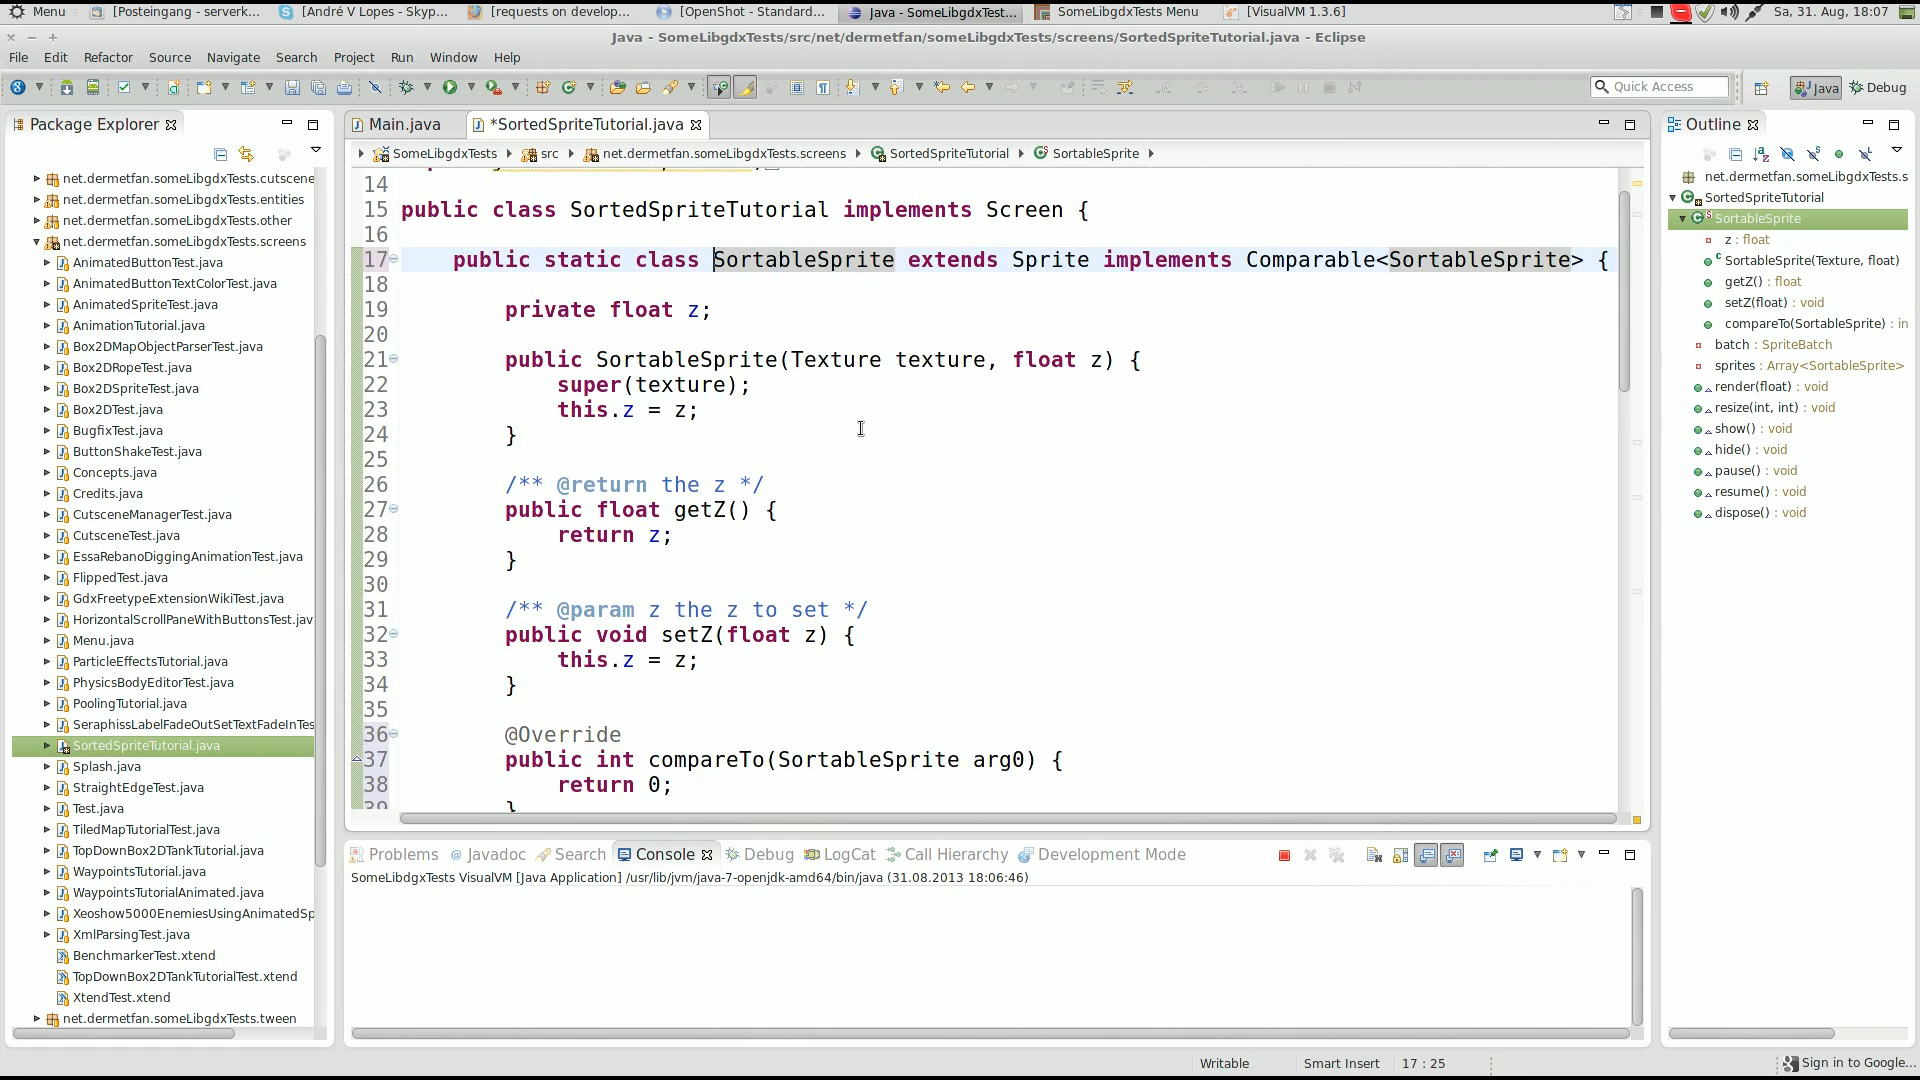 Menu [Posteingang - serverk... [André V Lopes - Skyp... [requests on develop... [OpenShot - Standard... Java - SomeLibgdxTest... SomeLibgdxTests Menu [VisualVM 1.3.6] Sa, 31. Aug, 18:07
Java - SomeLibgdxTests/src/net/dermetfan/someLibgdxTests/screens/SortedSpriteTutorial.java - Eclipse
File Edit Refactor Source Navigate Search Project Run Window Help
Quick Access Java Debug
Package Explorer
net.dermetfan.someLibgdxTests.cutscene
net.dermetfan.someLibgdxTests.entities
net.dermetfan.someLibgdxTests.other
net.dermetfan.someLibgdxTests.screens
AnimatedButtonTest.java
AnimatedButtonTextColorTest.java
AnimatedSpriteTest.java
AnimationTutorial.java
Box2DMapObjectParserTest.java
Box2DRopeTest.java
Box2DSpriteTest.java
Box2DTest.java
BugfixTest.java
ButtonShakeTest.java
Concepts.java
Credits.java
CutsceneManagerTest.java
CutsceneTest.java
EssaRebanoDiggingAnimationTest.java
FlippedTest.java
GdxFreetypeExtensionWikiTest.java
HorizontalScrollPaneWithButtonsTest.jav
Menu.java
ParticleEffectsTutorial.java
PhysicsBodyEditorTest.java
PoolingTutorial.java
SeraphissLabelFadeOutSetTextFadeInTes
SortedSpriteTutorial.java
Splash.java
StraightEdgeTest.java
Test.java
TiledMapTutorialTest.java
TopDownBox2DTankTutorial.java
WaypointsTutorial.java
WaypointsTutorialAnimated.java
Xeoshow5000EnemiesUsingAnimatedSp
XmlParsingTest.java
BenchmarkerTest.xtend
TopDownBox2DTankTutorialTest.xtend
XtendTest.xtend
net.dermetfan.someLibgdxTests.tween
Main.java *SortedSpriteTutorial.java
SomeLibgdxTests src net.dermetfan.someLibgdxTests.screens SortedSpriteTutorial SortableSprite
14
15 public class SortedSpriteTutorial implements Screen {
16
17 public static class SortableSprite extends Sprite implements Comparable<SortableSprite> {
18
19 private float z;
20
21 public SortableSprite(Texture texture, float z) {
22 super(texture);
23 this.z = z;
24 }
25
26 /** @return the z */
27 public float getZ() {
28 return z;
29 }
30
31 /** @param z the z to set */
32 public void setZ(float z) {
33 this.z = z;
34 }
35
36 @Override
37 public int compareTo(SortableSprite arg0) {
38 return 0;
39 }
Problems Javadoc Search Console Debug LogCat Call Hierarchy Development Mode
SomeLibdgxTests VisualVM [Java Application] /usr/lib/jvm/java-7-openjdk-amd64/bin/java (31.08.2013 18:06:46)
Outline
net.dermetfan.someLibgdxTests.s
SortedSpriteTutorial
SortableSprite
z : float
SortableSprite(Texture, float)
getZ() : float
setZ(float) : void
compareTo(SortableSprite) : in
batch : SpriteBatch
sprites : Array<SortableSprite>
render(float) : void
resize(int, int) : void
show() : void
hide() : void
pause() : void
resume() : void
dispose() : void
Writable Smart Insert 17 : 25 Sign in to Google...